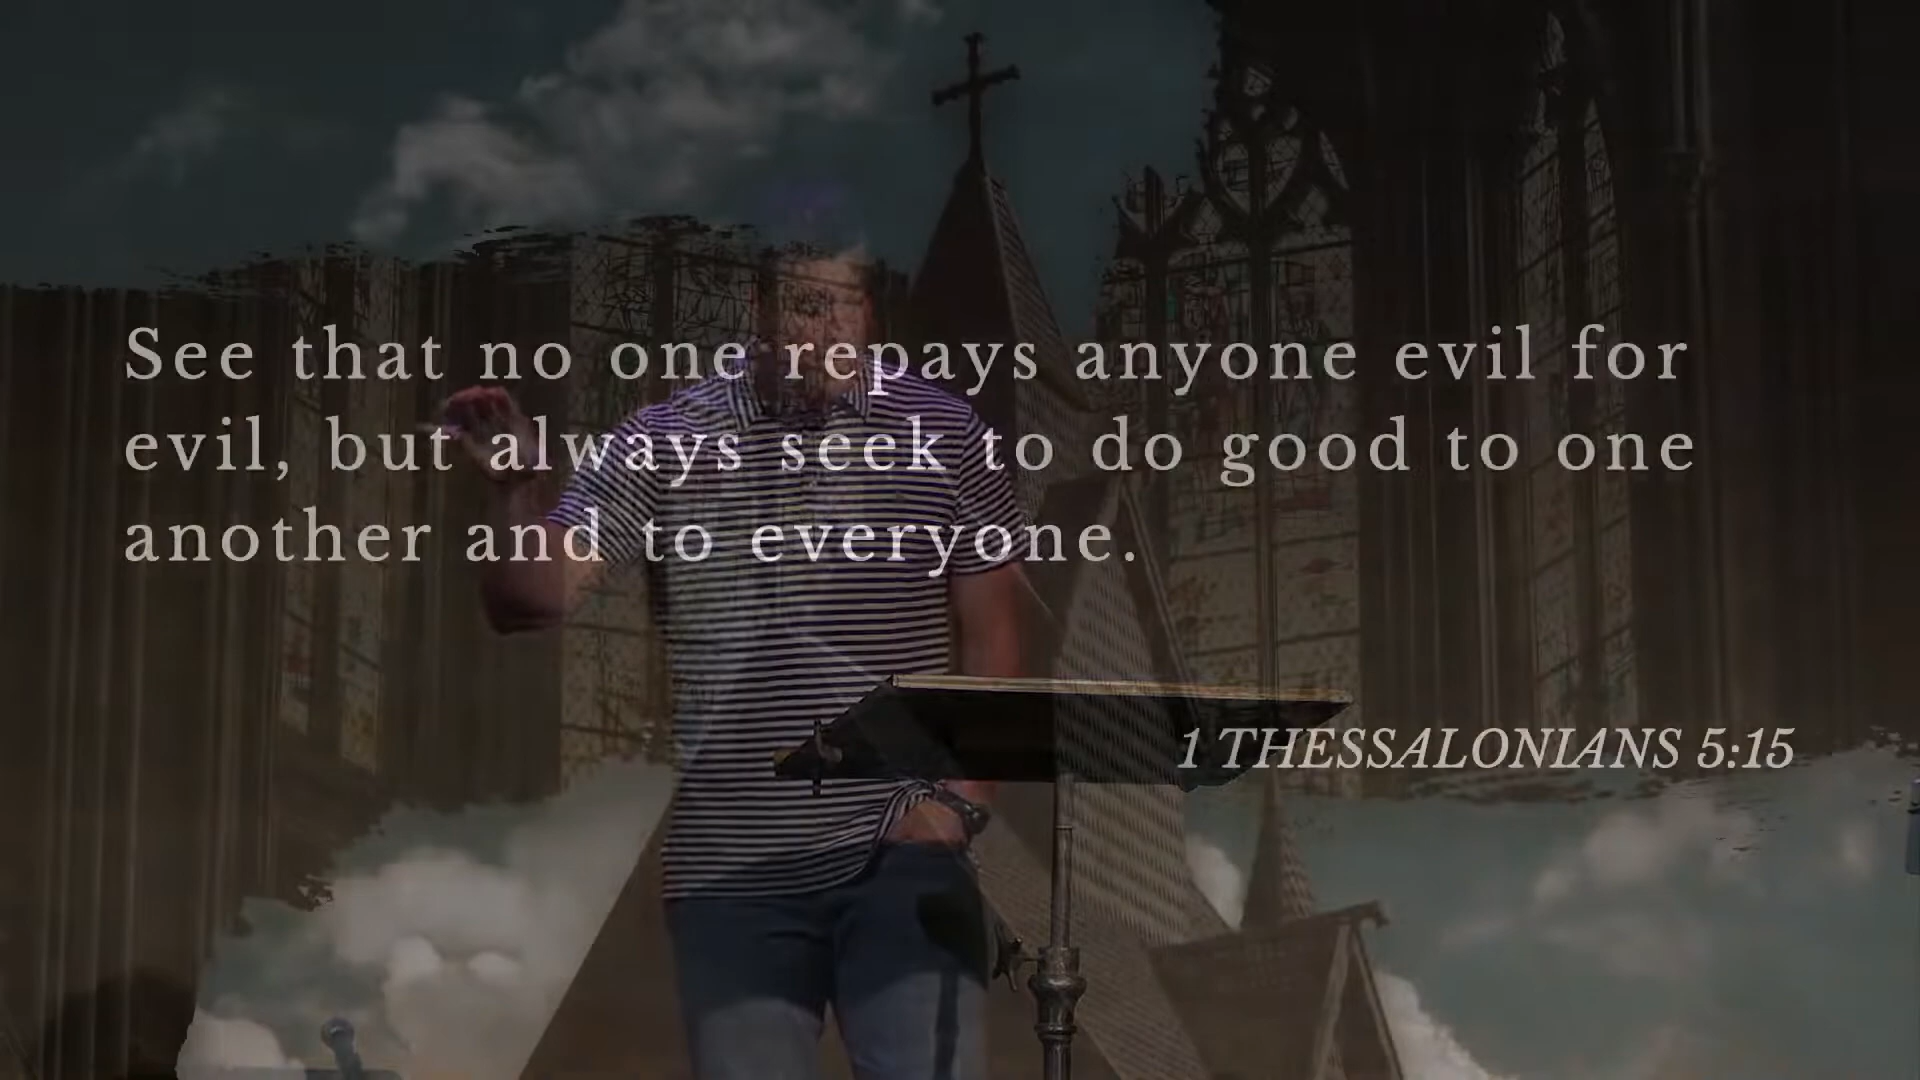 See that no one repays anyone evil for
evil, but always seek to do good to one
another and to everyone.
1 THESSALONIANS 5:15